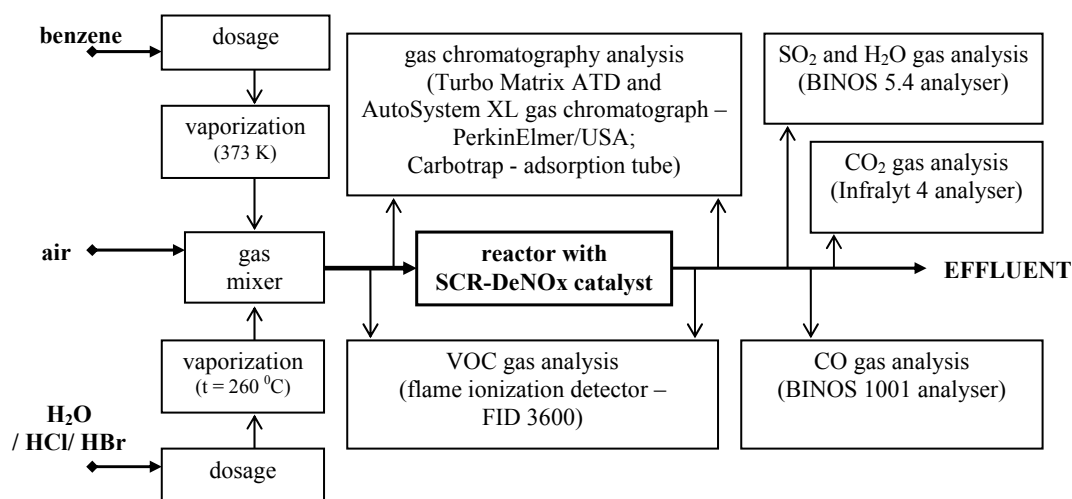 benzene
dosage
vaporization
(373 K)
air
gas
mixer
vaporization
(t = 260 ⁰C)
H₂O
/ HCl/ HBr
dosage
gas chromatography analysis
(Turbo Matrix ATD and
AutoSystem XL gas chromatograph –
PerkinElmer/USA;
Carbotrap - adsorption tube)
reactor with
SCR-DeNOx catalyst
VOC gas analysis
(flame ionization detector –
FID 3600)
SO₂ and H₂O gas analysis
(BINOS 5.4 analyser)
CO₂ gas analysis
(Infralyt 4 analyser)
EFFLUENT
CO gas analysis
(BINOS 1001 analyser)